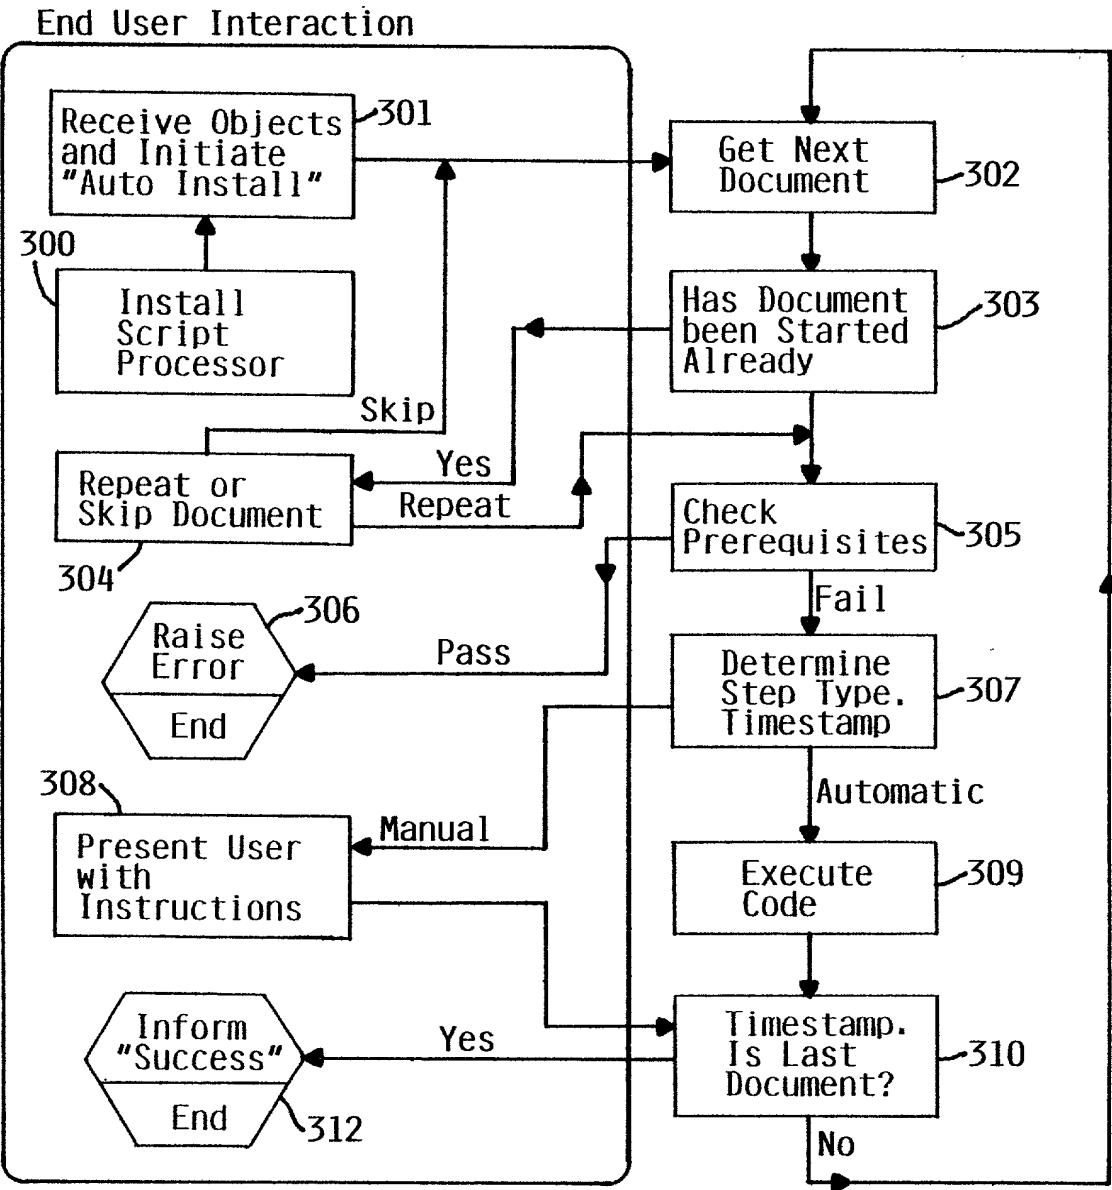 End User Interaction
Receive Objects
and Initiate
"Auto Install"
301
Get Next
Document
302
300
Install
Script
Processor
Has Document
been Started
Already
303
Skip
Yes
Repeat or
Skip Document
Repeat
304
Check
Prerequisites
305
Fail
306
Raise
Error
End
Pass
Determine
Step Type.
Timestamp
307
308
Automatic
Manual
Present User
with
Instructions
Execute
Code
309
Inform
"Success"
End
312
Yes
Timestamp.
Is Last
Document?
310
No